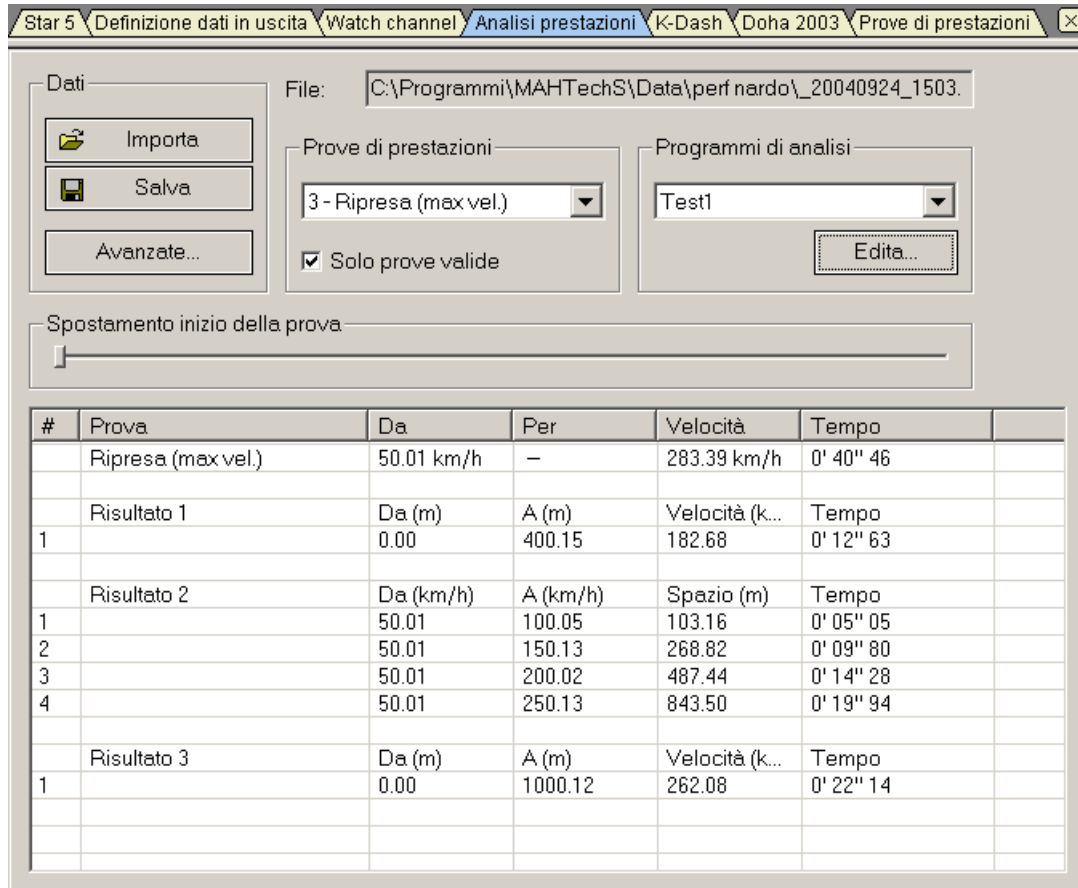 Star 5 Definizione dati in uscita Watch channel Analisi prestazioni K-Dash Doha 2003 Prove di prestazioni
Dati
File: C:\Programmi\MAHTechS\Data\perf nardo\_20040924_1503.
Importa
Salva
Avanzate...
Prove di prestazioni
3 - Ripresa (max vel.)
Solo prove valide
Programmi di analisi
Test1
Edita...
Spostamento inizio della prova
# Prova Da Per Velocità Tempo
Ripresa (max vel.) 50.01 km/h – 283.39 km/h 0' 40'' 46
Risultato 1 Da (m) A (m) Velocità (k... Tempo
1 0.00 400.15 182.68 0' 12'' 63
Risultato 2 Da (km/h) A (km/h) Spazio (m) Tempo
1 50.01 100.05 103.16 0' 05'' 05
2 50.01 150.13 268.82 0' 09'' 80
3 50.01 200.02 487.44 0' 14'' 28
4 50.01 250.13 843.50 0' 19'' 94
Risultato 3 Da (m) A (m) Velocità (k... Tempo
1 0.00 1000.12 262.08 0' 22'' 14